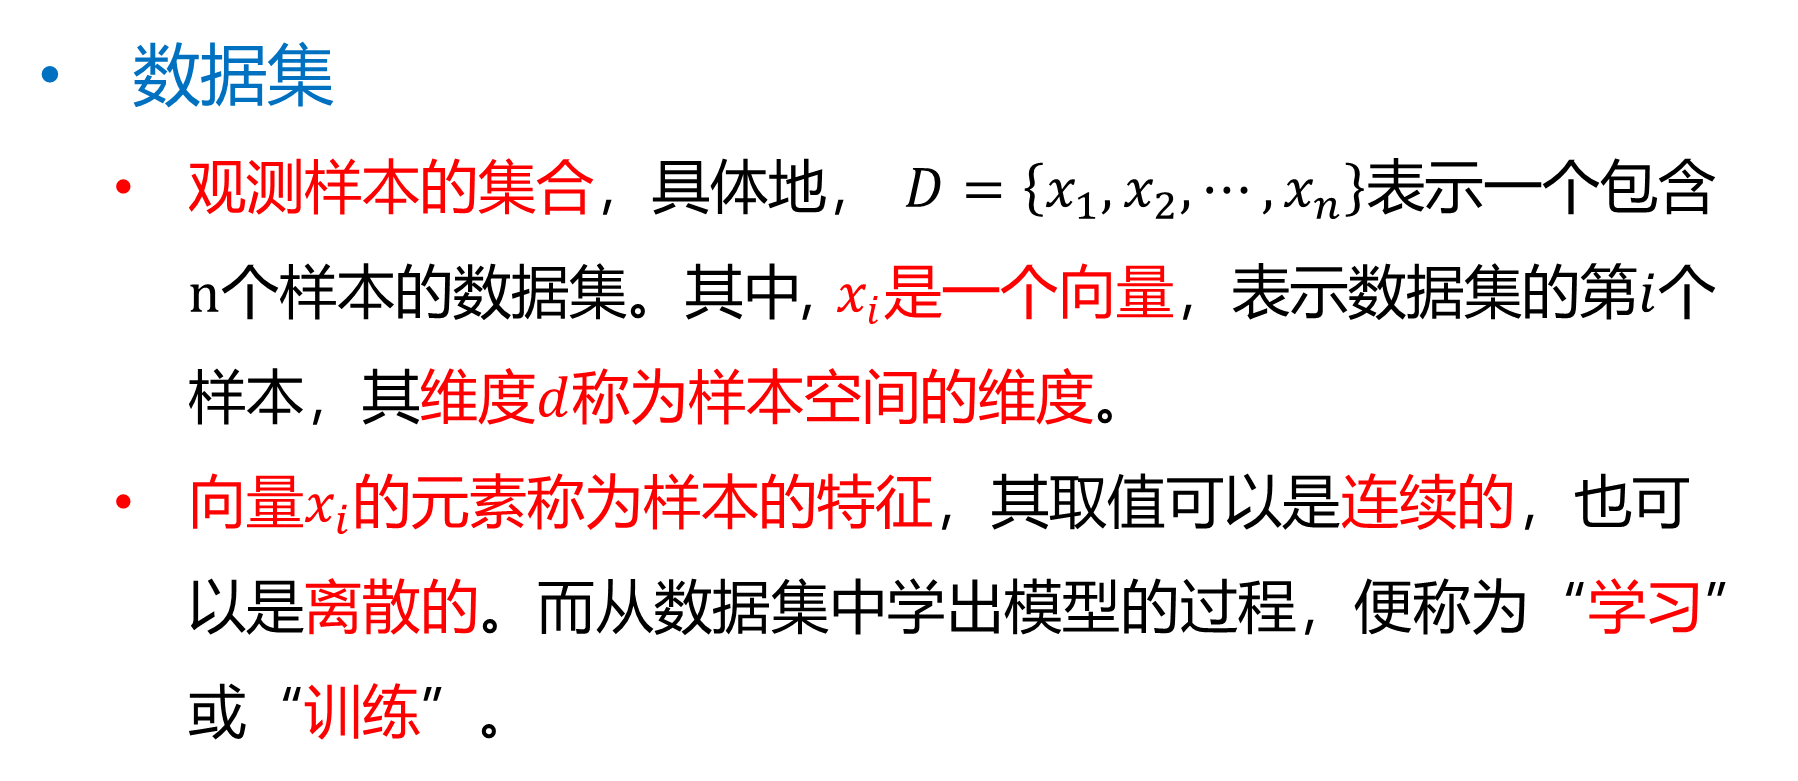 • 数据集
• 观测样本的集合，具体地， D = {x₁, x₂, ⋯ , xₙ}表示一个包含
n个样本的数据集。其中, xᵢ是一个向量，表示数据集的第i个
样本，其维度d称为样本空间的维度。
• 向量xᵢ的元素称为样本的特征，其取值可以是连续的，也可
以是离散的。而从数据集中学出模型的过程，便称为“学习”
或“训练”。